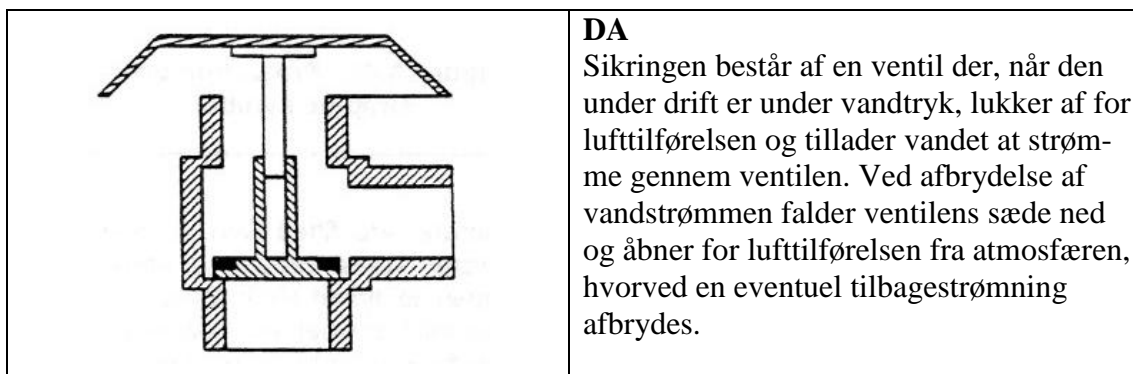 DA
Sikringen består af en ventil der, når den
under drift er under vandtryk, lukker af for
lufttilførelsen og tillader vandet at strøm-
me gennem ventilen. Ved afbrydelse af
vandstrømmen falder ventilens sæde ned
og åbner for lufttilførelsen fra atmosfæren,
hvorved en eventuel tilbagestrømning
afbrydes.